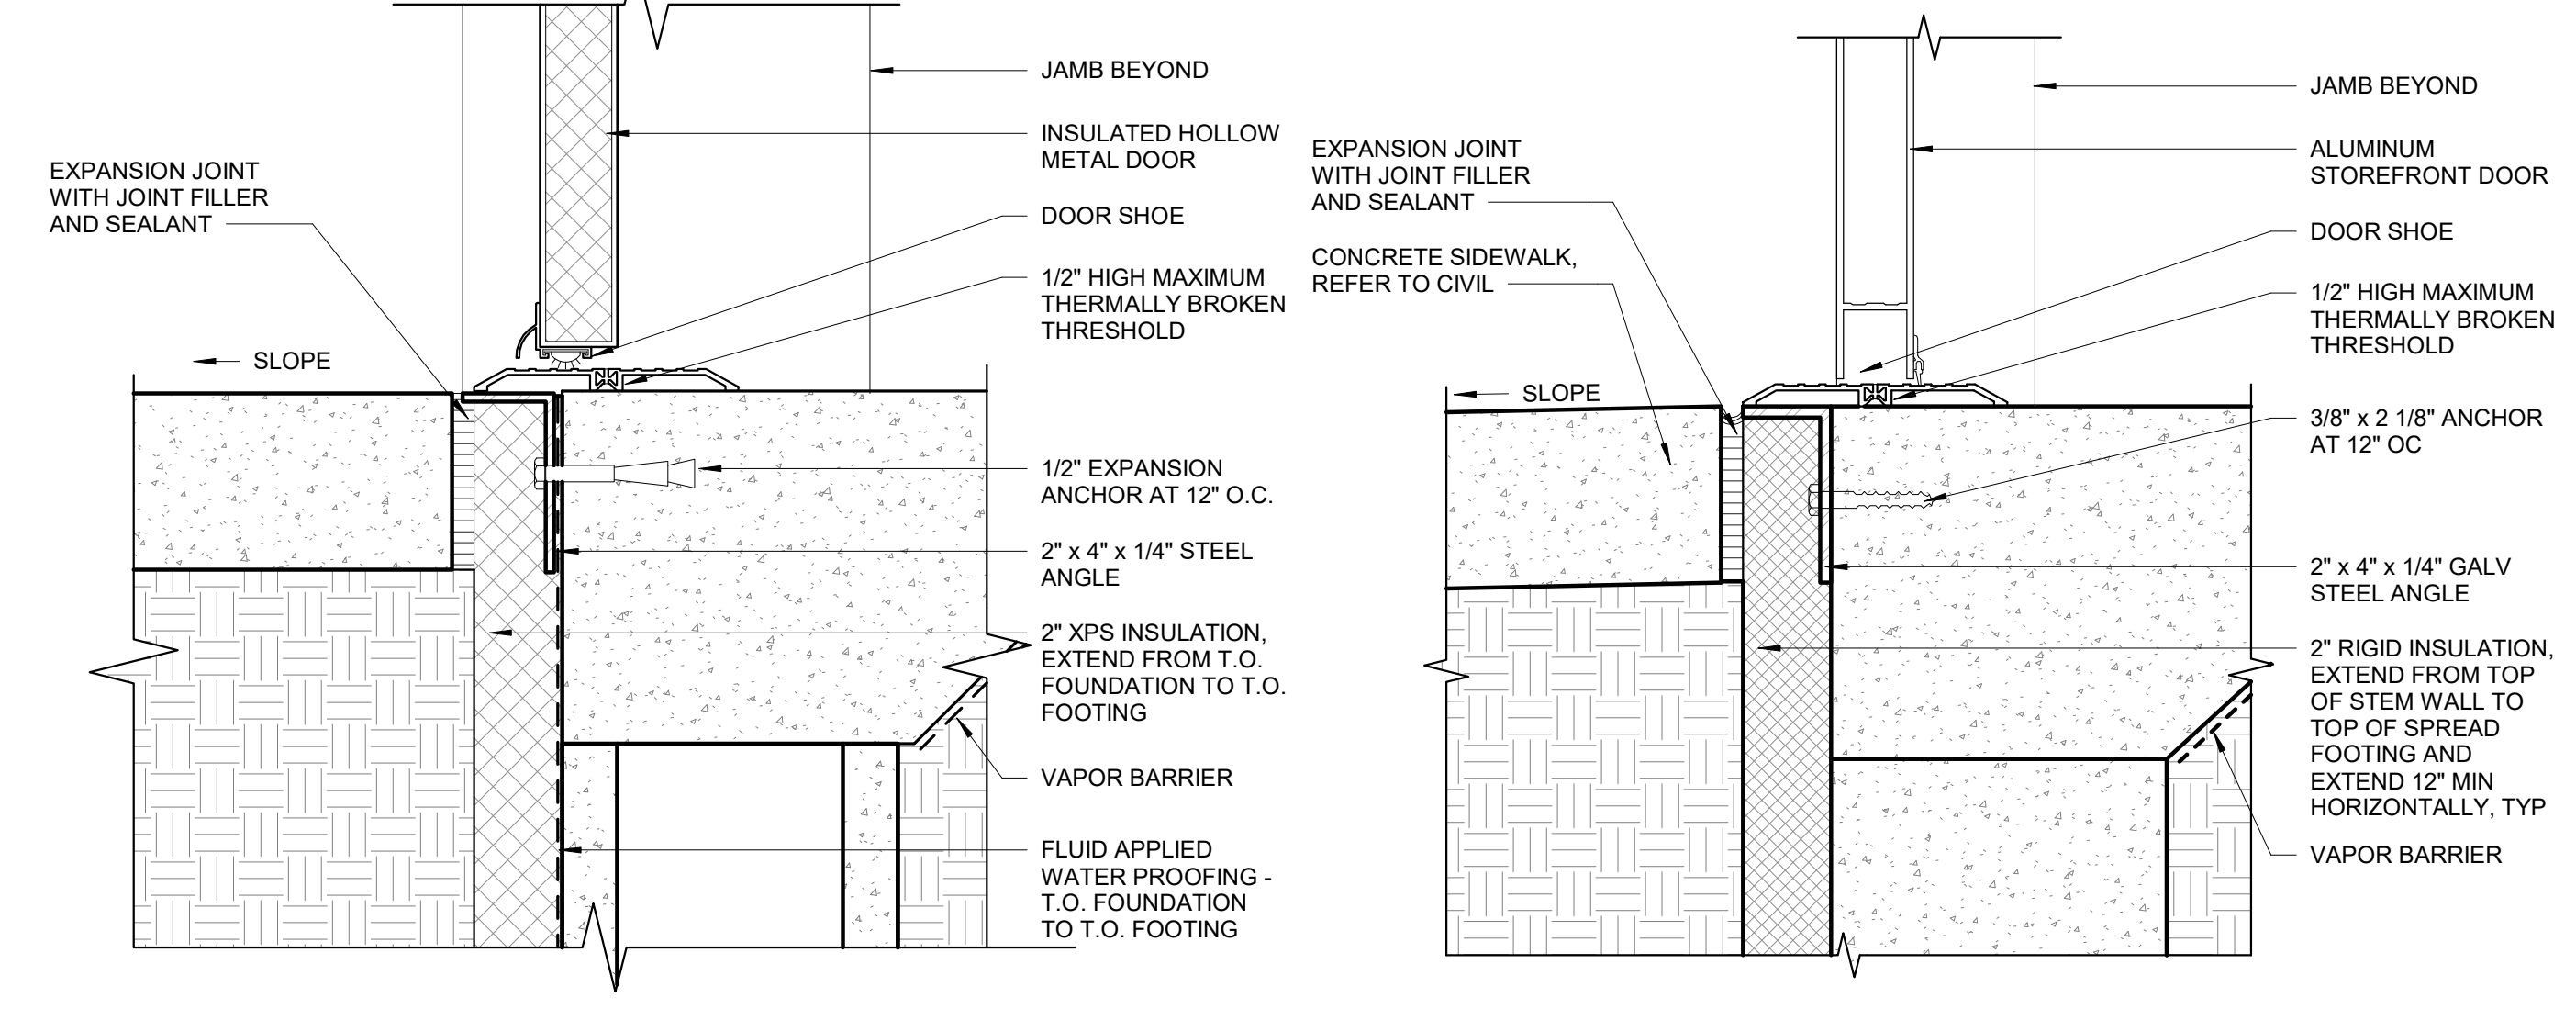 EXPANSION JOINT
WITH JOINT FILLER
AND SEALANT
SLOPE
JAMB BEYOND
INSULATED HOLLOW
METAL DOOR
DOOR SHOE
1/2" HIGH MAXIMUM
THERMALLY BROKEN
THRESHOLD
1/2" EXPANSION
ANCHOR AT 12" O.C.
2" x 4" x 1/4" STEEL
ANGLE
2" XPS INSULATION,
EXTEND FROM T.O.
FOUNDATION TO T.O.
FOOTING
VAPOR BARRIER
FLUID APPLIED
WATER PROOFING -
T.O. FOUNDATION
TO T.O. FOOTING
EXPANSION JOINT
WITH JOINT FILLER
AND SEALANT
CONCRETE SIDEWALK,
REFER TO CIVIL
SLOPE
JAMB BEYOND
ALUMINUM
STOREFRONT DOOR
DOOR SHOE
1/2" HIGH MAXIMUM
THERMALLY BROKEN
THRESHOLD
3/8" x 2 1/8" ANCHOR
AT 12" OC
2" x 4" x 1/4" GALV
STEEL ANGLE
2" RIGID INSULATION,
EXTEND FROM TOP
OF STEM WALL TO
TOP OF SPREAD
FOOTING AND
EXTEND 12" MIN
HORIZONTALLY, TYP
VAPOR BARRIER